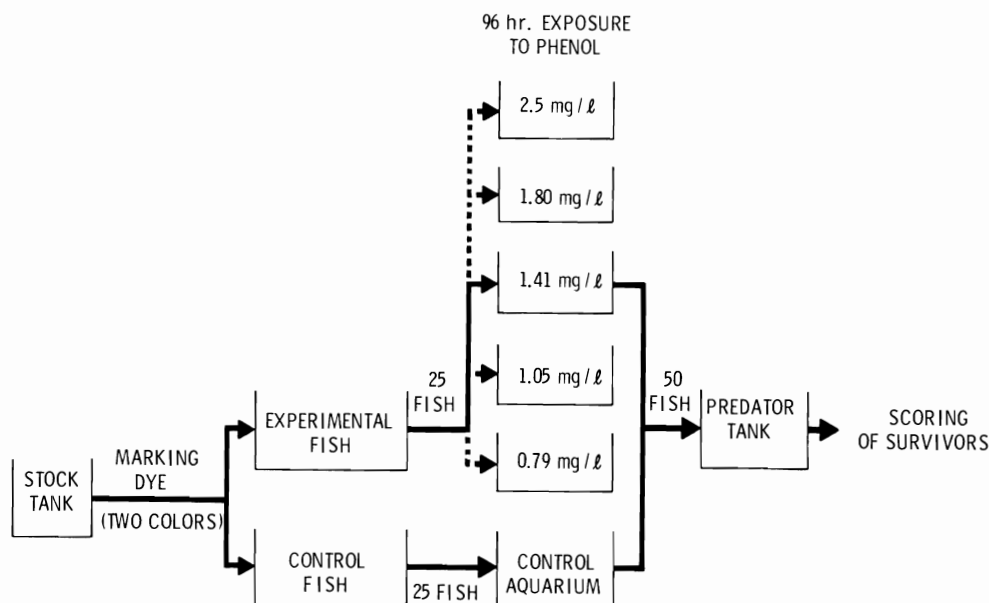 96 hr. EXPOSURE
TO PHENOL
2.5 mg/ℓ
1.80 mg/ℓ
1.41 mg/ℓ
1.05 mg/ℓ
0.79 mg/ℓ
25
FISH
50
FISH
EXPERIMENTAL
FISH
PREDATOR
TANK
SCORING
OF SURVIVORS
STOCK
TANK
MARKING
DYE
(TWO COLORS)
CONTROL
FISH
25 FISH
CONTROL
AQUARIUM